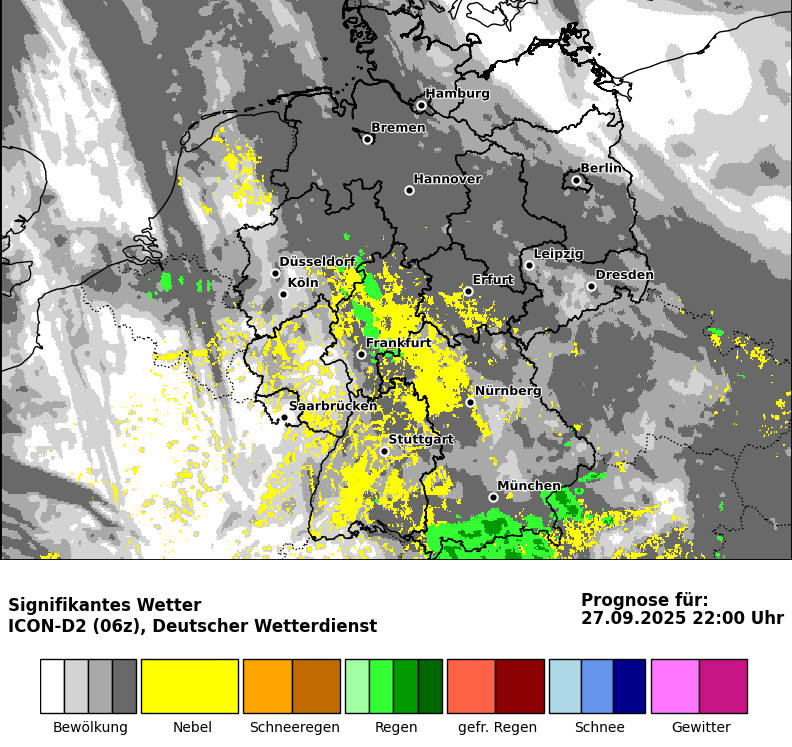 Hamburg
Bremen
Berlin
Hannover
Leipzig
Düsseldorf
Dresden
Köln
Erfurt
Frankfurt
Nürnberg
Saarbrücken
Stuttgart
München
Signifikantes Wetter
ICON-D2 (06z), Deutscher Wetterdienst
Prognose für:
27.09.2025 22:00 Uhr
Bewölkung
Nebel
Schneeregen
Regen
gefr. Regen
Schnee
Gewitter